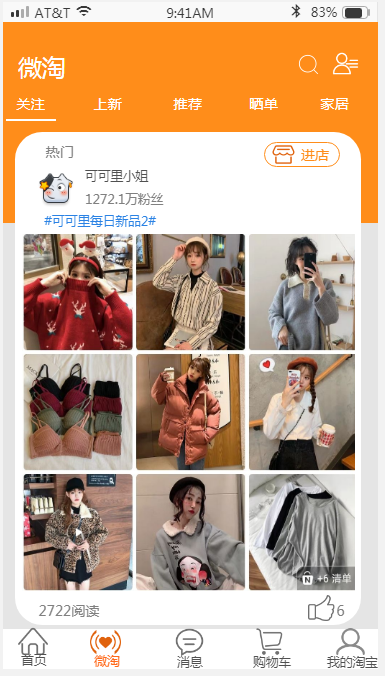 AT&T 9:41AM 83%
微淘
关注 上新 推荐 晒单 家居
热门 进店
可可里小姐
1272.1万粉丝
#可可里每日新品2#
+6 清单
2722阅读 6
首页 微淘 消息 购物车 我的淘宝